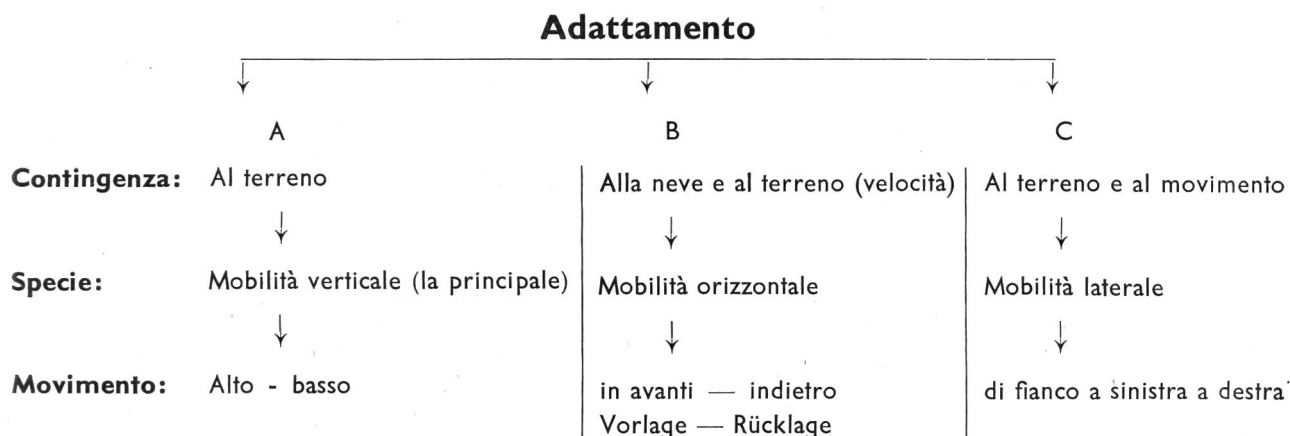 Adattamento
A B C
Contingenza: Al terreno Alla neve e al terreno (velocità) Al terreno e al movimento
Specie: Mobilità verticale (la principale) Mobilità orizzontale Mobilità laterale
Movimento: Alto - basso in avanti — indietro di fianco a sinistra a destra
Vorlage — Rücklage